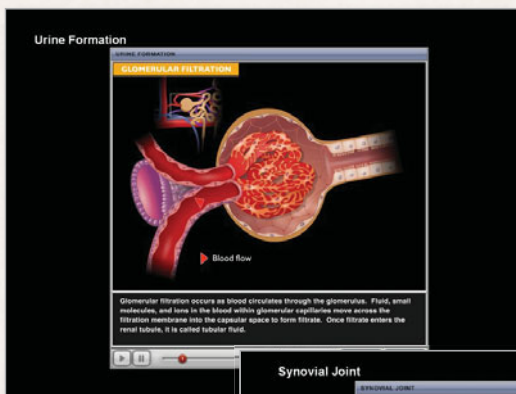 Urine Formation
URINE FORMATION
GLOMERULAR FILTRATION
Blood flow
Glomerular filtration occurs as blood circulates through the glomerulus. Fluid, small
molecules, and ions in the blood within glomerular capillaries move across the
filtration membrane into the capsular space to form filtrate. Once filtrate enters the
renal tubule, it is called tubular fluid.
Synovial Joint
SYNOVIAL JOINT